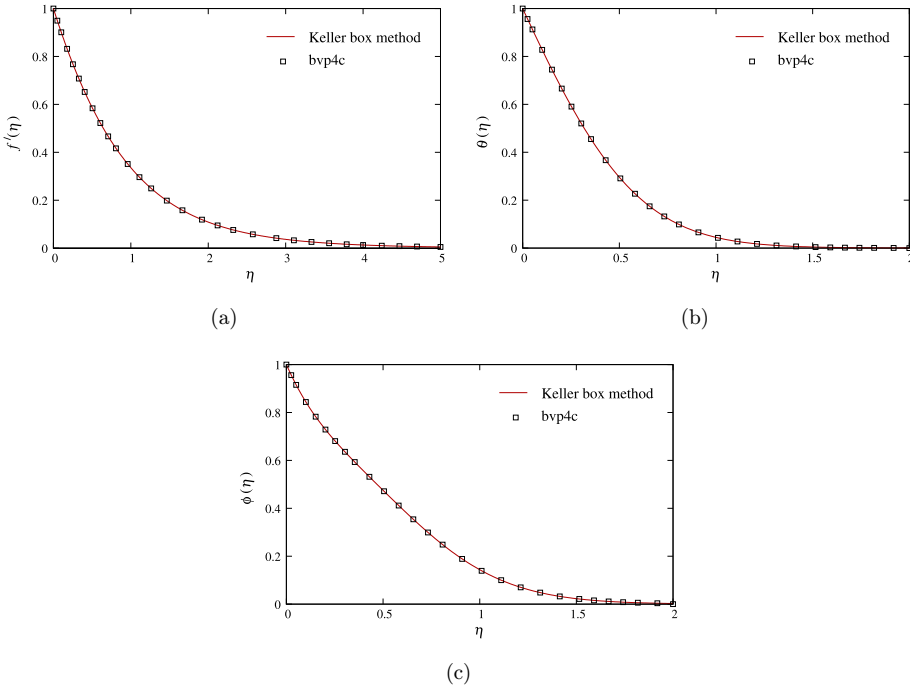 1
0.8
0.6
0.4
0.2
0
f ′(η)
0 1 2 3 4 5
η
Keller box method
bvp4c
(a)
1
0.8
0.6
0.4
0.2
0
θ (η)
0 0.5 1 1.5 2
η
Keller box method
bvp4c
(b)
1
0.8
0.6
0.4
0.2
0
ϕ (η)
0 0.5 1 1.5 2
η
Keller box method
bvp4c
(c)